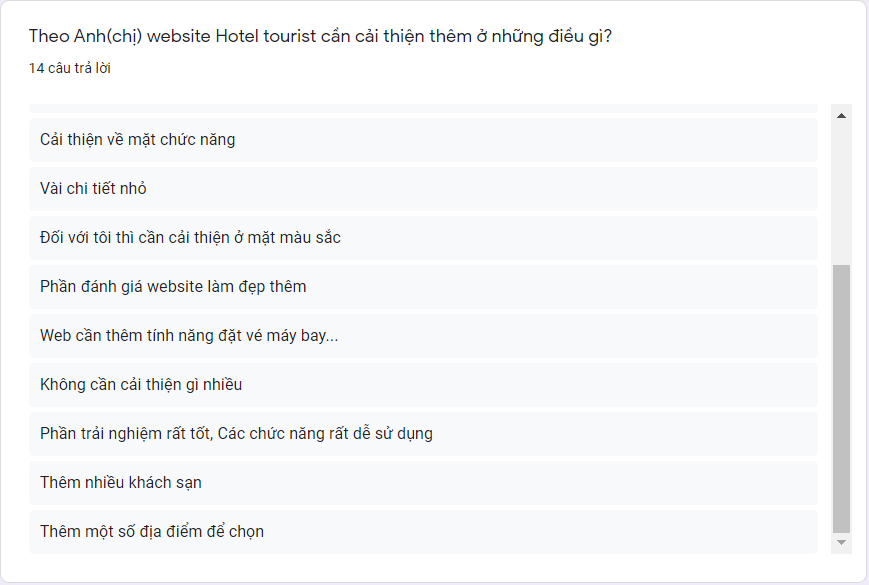 Theo Anh(chị) website Hotel tourist cần cải thiện thêm ở những điều gì?
14 câu trả lời
Cải thiện về mặt chức năng
Vài chi tiết nhỏ
Đối với tôi thì cần cải thiện ở mặt màu sắc
Phần đánh giá website làm đẹp thêm
Web cần thêm tính năng đặt vé máy bay...
Không cần cải thiện gì nhiều
Phần trải nghiệm rất tốt, Các chức năng rất dễ sử dụng
Thêm nhiều khách sạn
Thêm một số địa điểm để chọn